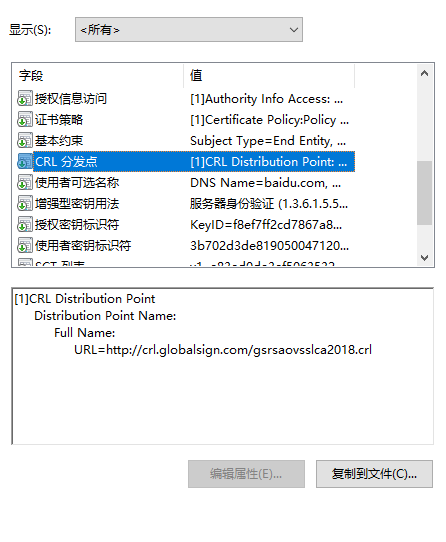 显示(S): <所有>
字段 值
授权信息访问 [1]Authority Info Access: ...
证书策略 [1]Certificate Policy:Policy ...
基本约束 Subject Type=End Entity, ...
CRL 分发点 [1]CRL Distribution Point: ...
使用者可选名称 DNS Name=baidu.com, ...
增强型密钥用法 服务器身份验证 (1.3.6.1.5.5...
授权密钥标识符 KeyID=f8ef7ff2cd7867a8...
使用者密钥标识符 3b702d3de819050047120...
SCT 列表
[1]CRL Distribution Point
Distribution Point Name:
Full Name:
URL=http://crl.globalsign.com/gsrsaovsslca2018.crl
编辑属性(E)... 复制到文件(C)...